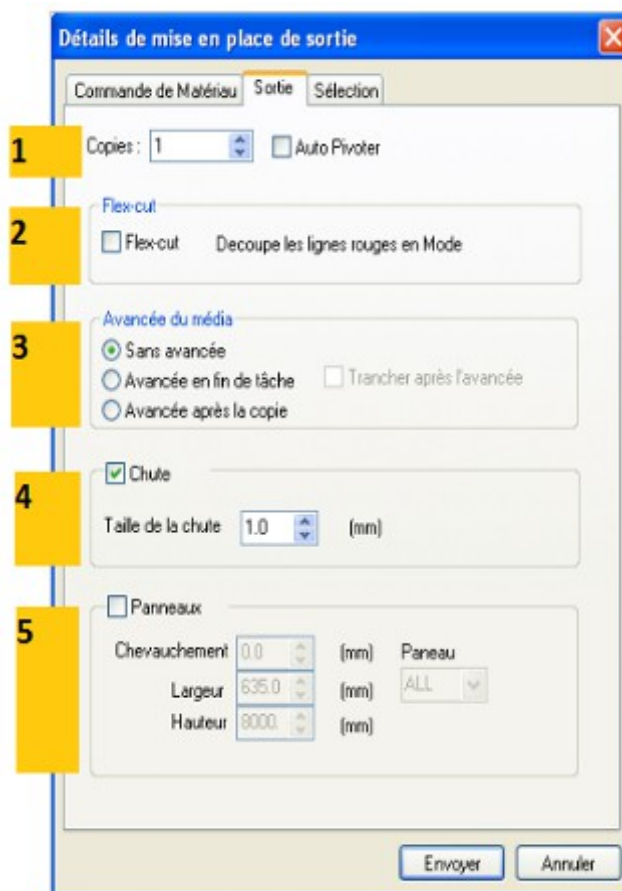 Détails de mise en place de sortie
Commande de Matériau Sortie Sélection
1 Copies : 1 Auto Pivoter
Flex-cut
2 Flex-cut Decoupe les lignes rouges en Mode
Avancée du média
3 Sans avancée
Avancée en fin de tâche Trancher après l'avancée
Avancée après la copie
Chute
4 Taille de la chute 1.0 (mm)
Panneaux
5
Chevauchement 0.0 (mm) Paneau
Largeur 635.0 (mm) ALL
Hauteur 8000. (mm)
Envoyer Annuler